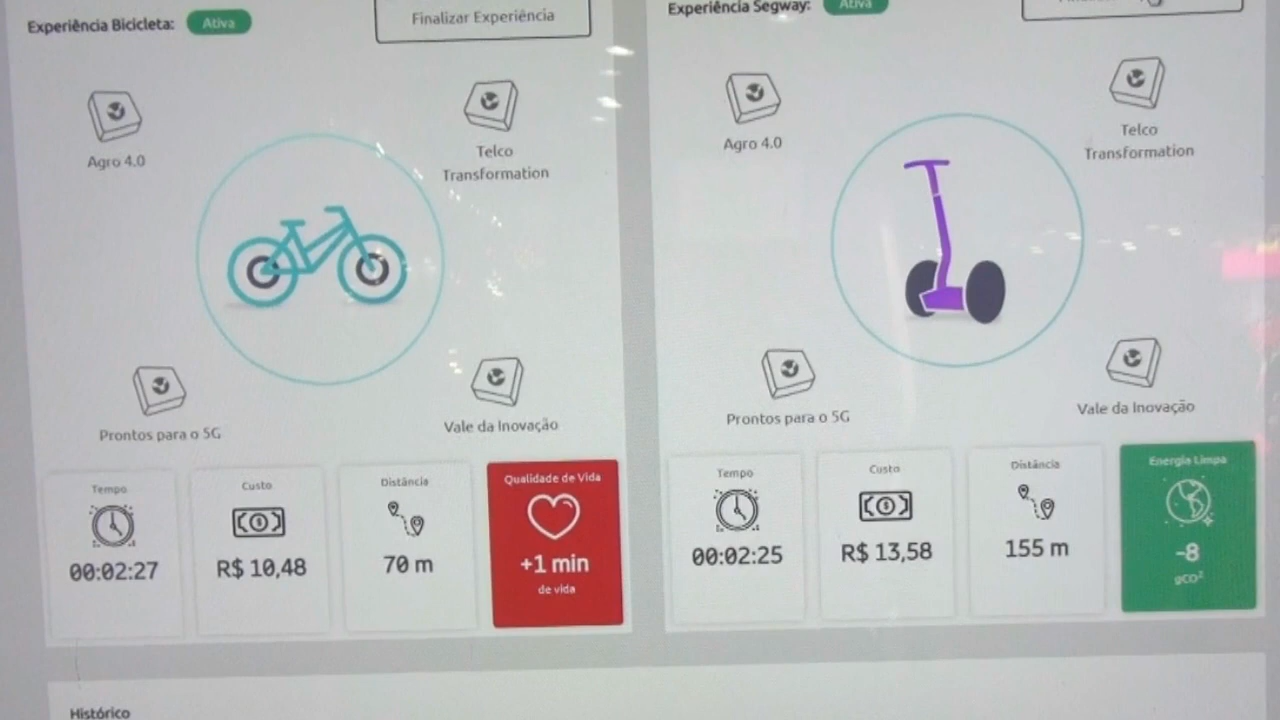 Experiência Bicicleta:
Ativa
Finalizar Experiência
Agro 4.0
Telco
Transformation
Prontos para o 5G
Vale da Inovação
Tempo
00:02:27
Custo
R$ 10,48
Distância
70 m
Qualidade de Vida
+1 min
de vida
Experiência Segway:
Ativa
Agro 4.0
Telco
Transformation
Prontos para o 5G
Vale da Inovação
Tempo
00:02:25
Custo
R$ 13,58
Distância
155 m
Energia Limpa
-8
gCO²
Histórico